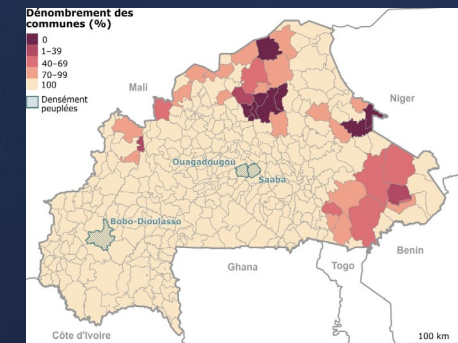 Dénombrement des
communes (%)
0
1–39
40–69
70–99
100
Densément
peuplées
Mali
Niger
Ouagadougou
Saaba
Bobo-Dioulasso
Benin
Ghana
Togo
Côte d'Ivoire
100 km